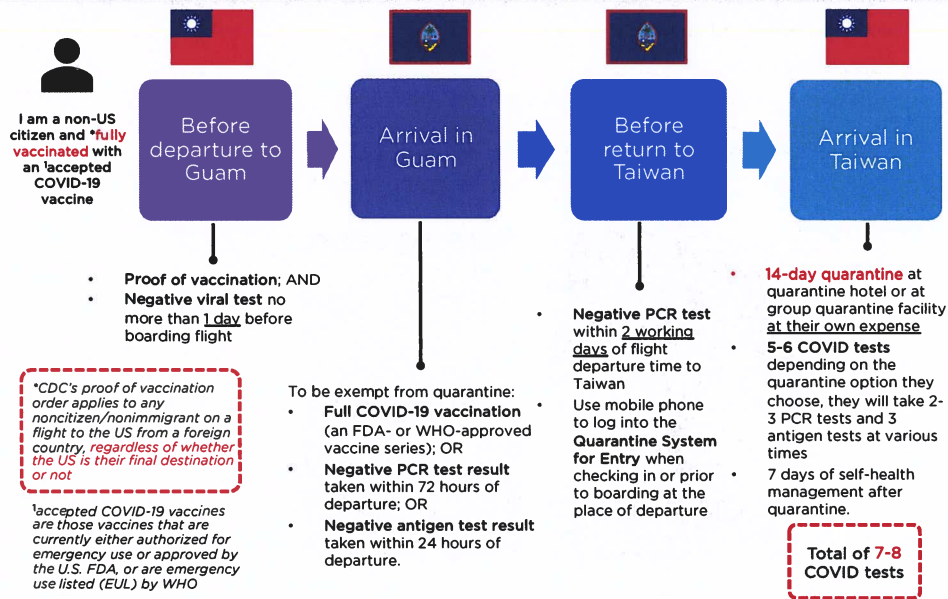 I am a non-US
citizen and *fully
vaccinated with
an ¹accepted
COVID-19
vaccine
Before
departure to
Guam
Arrival in
Guam
Before
return to
Taiwan
Arrival in
Taiwan
• Proof of vaccination; AND
• Negative viral test no
more than 1 day before
boarding flight
*CDC's proof of vaccination
order applies to any
noncitizen/nonimmigrant on a
flight to the US from a foreign
country, regardless of whether
the US is their final destination
or not
¹accepted COVID-19 vaccines
are those vaccines that are
currently either authorized for
emergency use or approved by
the U.S. FDA, or are emergency
use listed (EUL) by WHO
To be exempt from quarantine:
• Full COVID-19 vaccination
(an FDA- or WHO-approved
vaccine series); OR
• Negative PCR test result
taken within 72 hours of
departure; OR
• Negative antigen test result
taken within 24 hours of
departure.
• Negative PCR test
within 2 working
days of flight
departure time to
Taiwan
• Use mobile phone
to log into the
Quarantine System
for Entry when
checking in or prior
to boarding at the
place of departure
• 14-day quarantine at
quarantine hotel or at
group quarantine facility
at their own expense
• 5-6 COVID tests
depending on the
quarantine option they
choose, they will take 2-
3 PCR tests and 3
antigen tests at various
times
• 7 days of self-health
management after
quarantine.
Total of 7-8
COVID tests